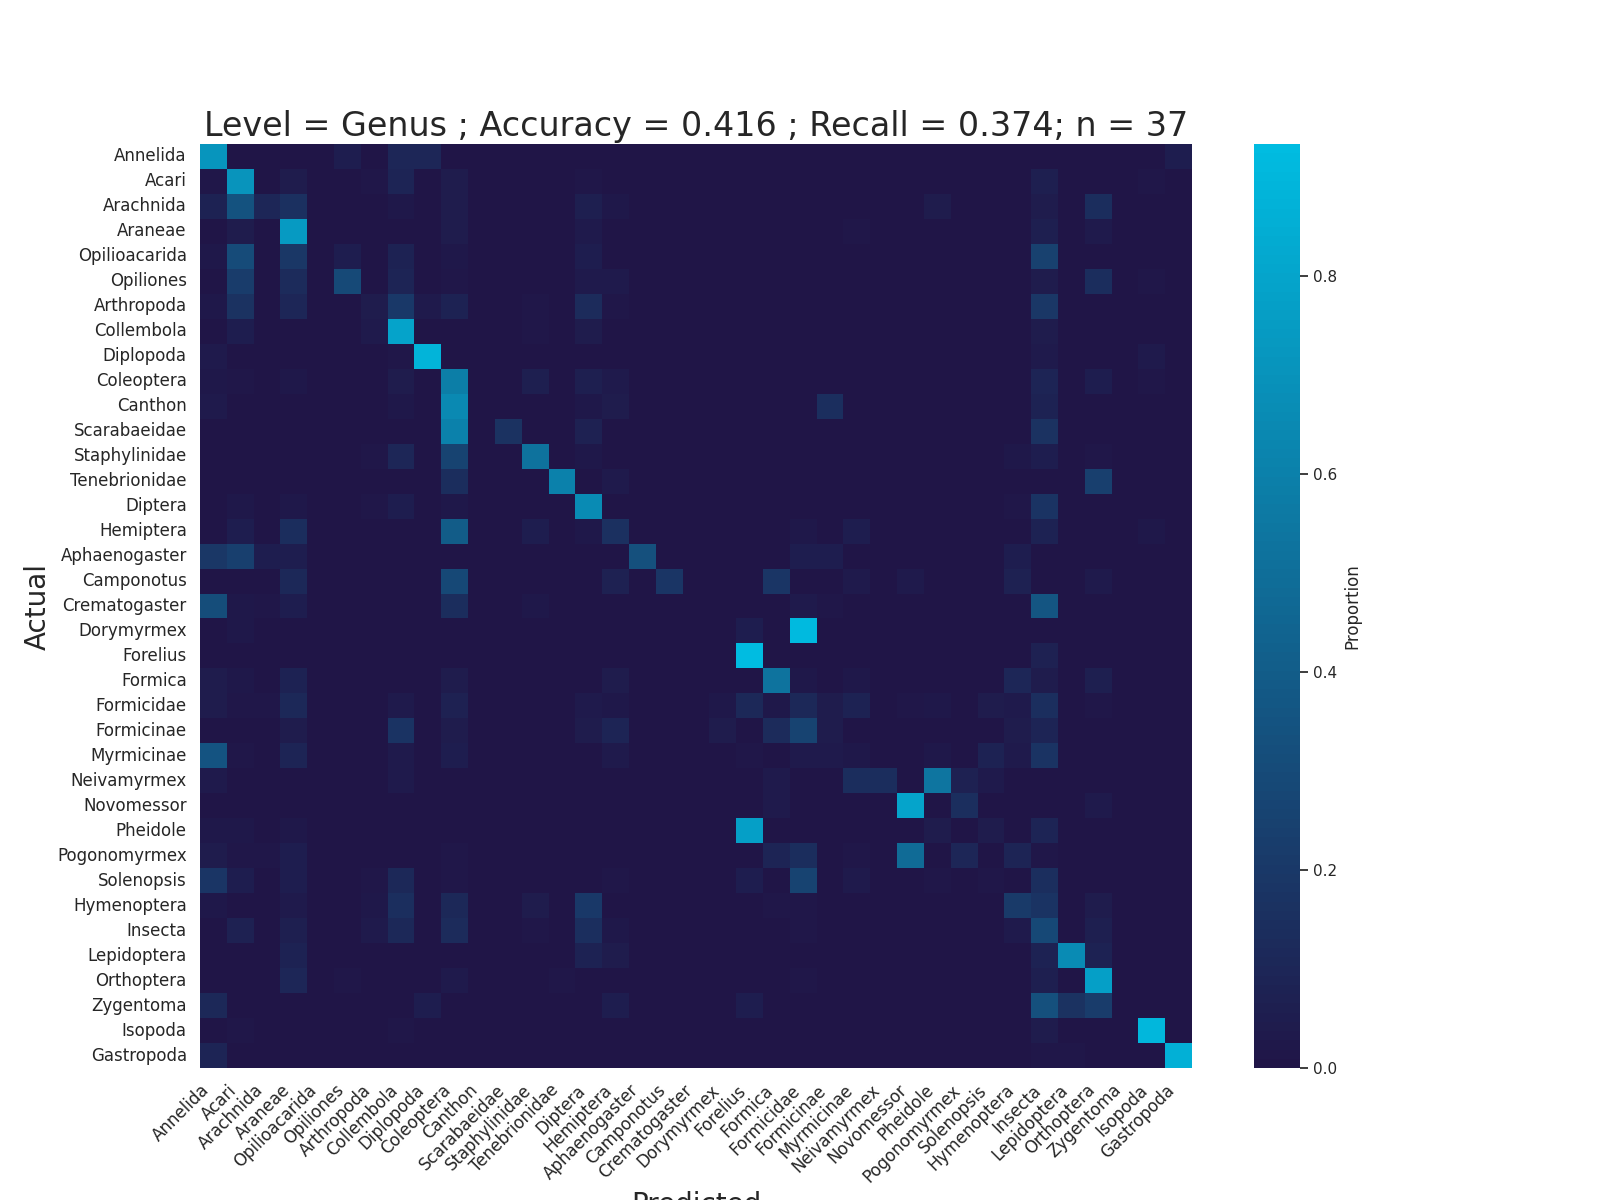 Level = Genus ; Accuracy = 0.416 ; Recall = 0.374; n = 37
Annelida
Acari
Arachnida
Araneae
Opilioacarida
Opiliones
Arthropoda
Collembola
Diplopoda
Coleoptera
Canthon
Scarabaeidae
Staphylinidae
Tenebrionidae
Diptera
Hemiptera
Aphaenogaster
Camponotus
Crematogaster
Dorymyrmex
Forelius
Formica
Formicidae
Formicinae
Myrmicinae
Neivamyrmex
Novomessor
Pheidole
Pogonomyrmex
Solenopsis
Hymenoptera
Insecta
Lepidoptera
Orthoptera
Zygentoma
Isopoda
Gastropoda
Actual
Annelida
Acari
Arachnida
Araneae
Opilioacarida
Opiliones
Arthropoda
Collembola
Diplopoda
Coleoptera
Canthon
Scarabaeidae
Staphylinidae
Tenebrionidae
Diptera
Hemiptera
Aphaenogaster
Camponotus
Crematogaster
Dorymyrmex
Forelius
Formica
Formicidae
Formicinae
Myrmicinae
Neivamyrmex
Novomessor
Pheidole
Pogonomyrmex
Solenopsis
Hymenoptera
Insecta
Lepidoptera
Orthoptera
Zygentoma
Isopoda
Gastropoda
Predicted
0.8
0.6
0.4
0.2
0.0
Proportion